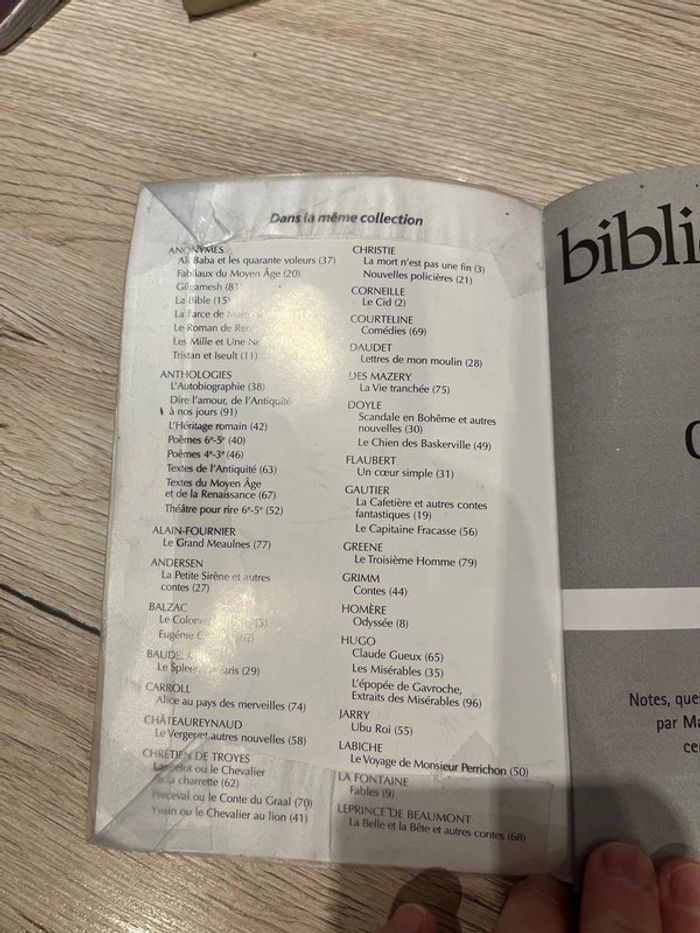 Dans la même collection
ANONYMES
Ali Baba et les quarante voleurs (37)
Fabliaux du Moyen Âge (20)
Gilgamesh (83)
La Bible (15)
La Farce de
Le Roman de
Les Mille et Une
Tristan et Iseult (11)
ANTHOLOGIES
L'Autobiographie (38)
Dire l'amour, de l'Antiquité
à nos jours (91)
L'Héritage romain (42)
Poèmes 6e-5e (40)
Poèmes 4e-3e (46)
Textes de l'Antiquité (63)
Textes du Moyen Âge
et de la Renaissance (67)
Théâtre pour rire 6e-5e (52)
ALAIN-FOURNIER
Le Grand Meaulnes (77)
ANDERSEN
La Petite Sirène et autres
contes (27)
BALZAC
Le
Eugénie
Le Spleen Paris (29)
CARROLL
Alice au pays des merveilles (74)
CHÂTEAUREYNAUD
Le Verger et autres nouvelles (58)
CHRÉTIEN DE TROYES
Lancelot ou le Chevalier
de la charrette (62)
Perceval ou le Conte du Graal (70)
Yvain ou le Chevalier au lion (41)
CHRISTIE
La mort n'est pas une fin (3)
Nouvelles policières (21)
CORNEILLE
Le Cid (2)
COURTELINE
Comédies (69)
DAUDET
Lettres de mon moulin (28)
DES MAZERY
La Vie tranchée (75)
DOYLE
Scandale en Bohême et autres
nouvelles (30)
Le Chien des Baskerville (49)
FLAUBERT
Un cœur simple (31)
GAUTIER
La Cafetière et autres contes
fantastiques (19)
Le Capitaine Fracasse (56)
GREENE
Le Troisième Homme (79)
GRIMM
Contes (44)
HOMÈRE
Odyssée (8)
HUGO
Claude Gueux (65)
Les Misérables (35)
L'épopée de Gavroche,
Extraits des Misérables (96)
JARRY
Ubu Roi (55)
LABICHE
Le Voyage de Monsieur Perrichon (50)
LA FONTAINE
Fables (9)
LEPRINCE DE BEAUMONT
La Belle et la Bête et autres contes (68)
bibli
Notes, que
par Ma
ce